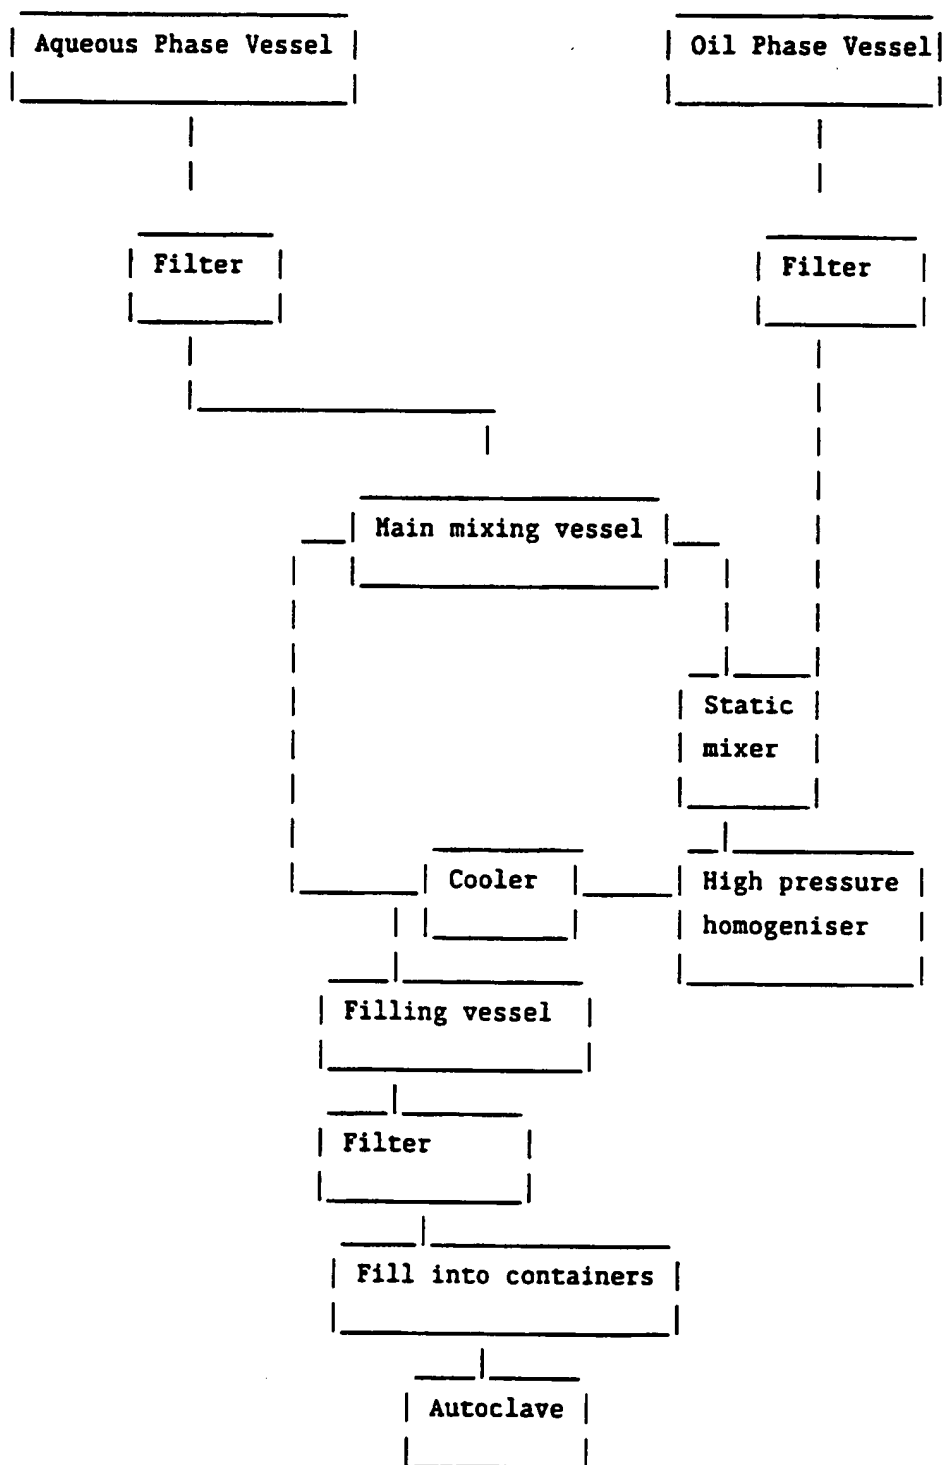 Aqueous Phase Vessel
Oil Phase Vessel
Filter
Filter
Main mixing vessel
Static
mixer
Cooler
High pressure
homogeniser
Filling vessel
Filter
Fill into containers
Autoclave